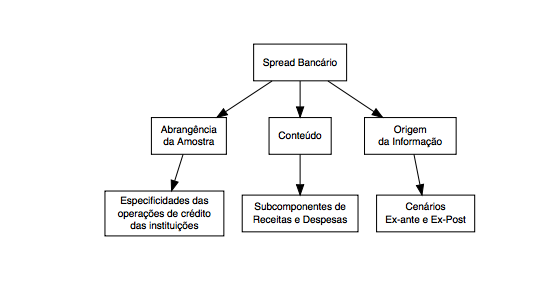 Spread Bancário
Abrangência
da Amostra
Conteúdo
Origem
da Informação
Especificidades das
operações de crédito
das instituições
Subcomponentes de
Receitas e Despesas
Cenários
Ex-ante e Ex-Post